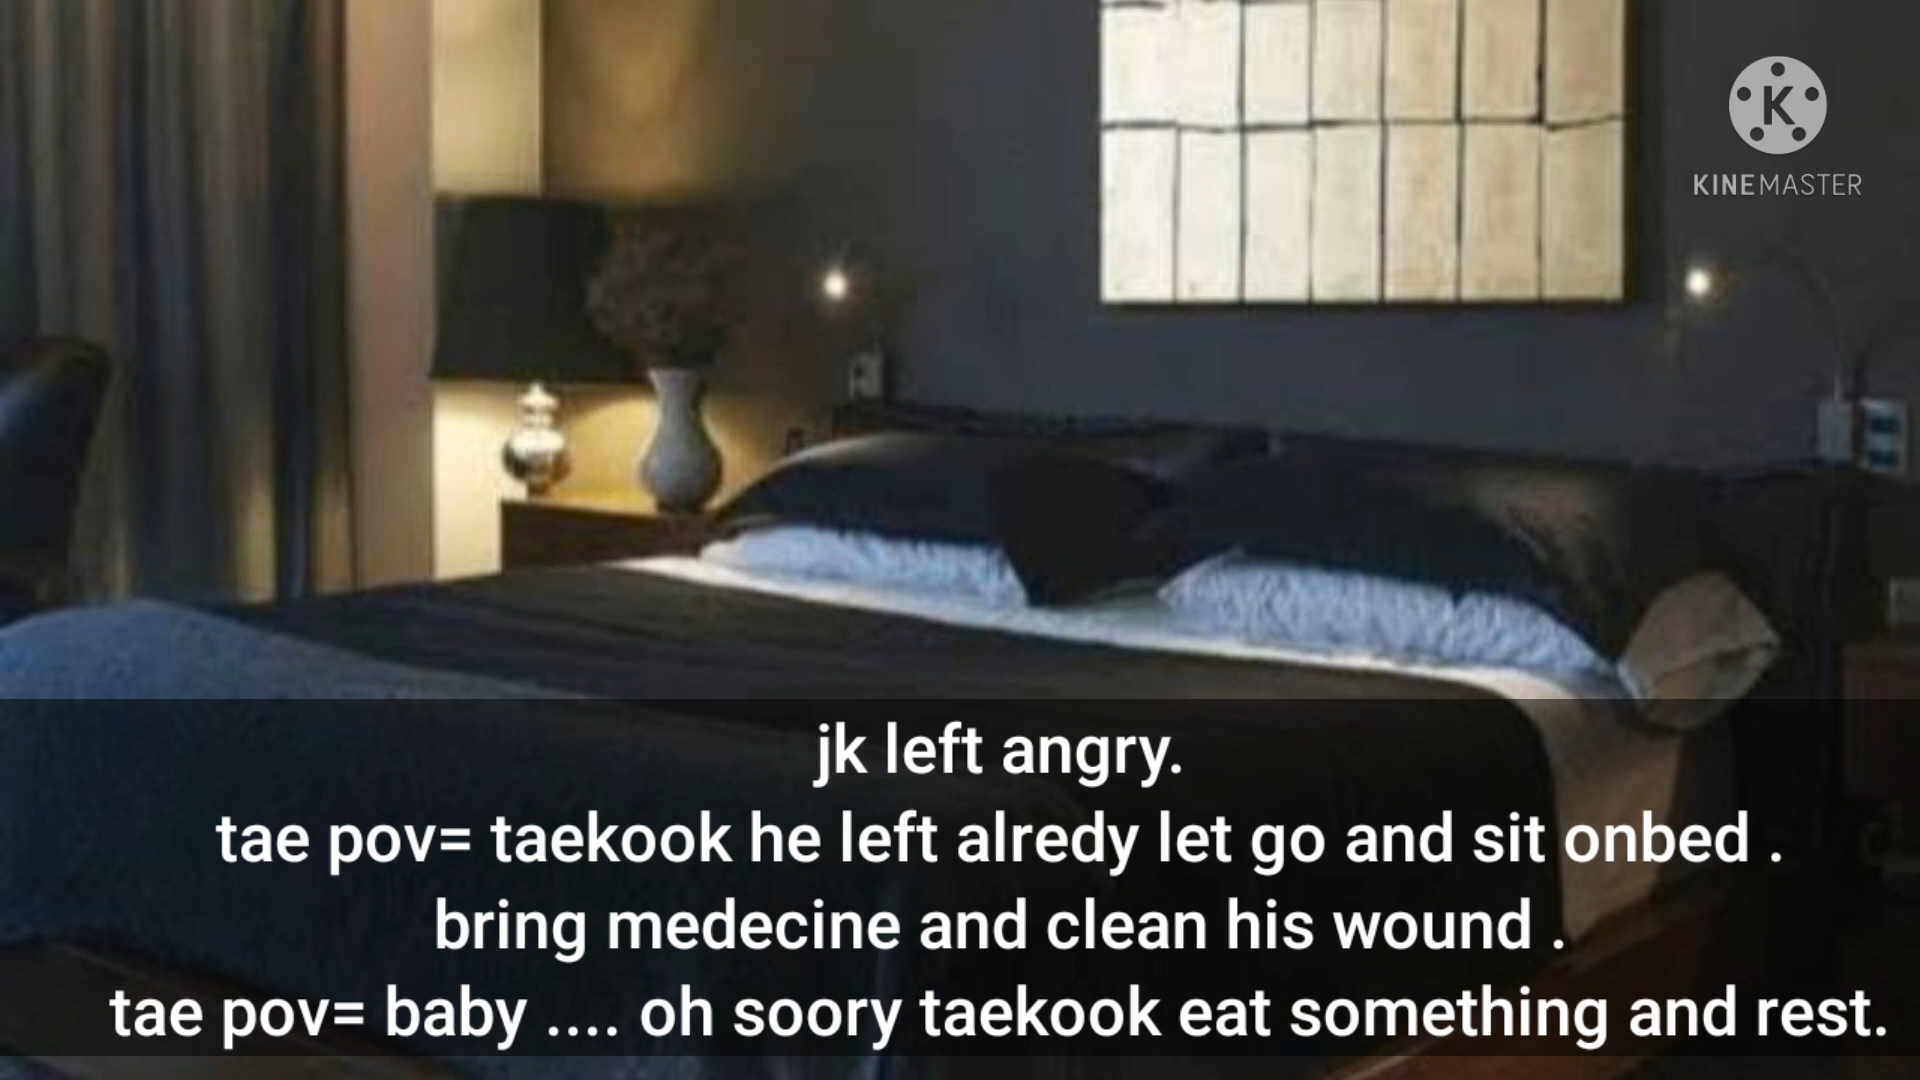 K
KINEMASTER
jk left angry.
tae pov= taekook he left alredy let go and sit onbed .
bring medecine and clean his wound .
tae pov= baby .... oh soory taekook eat something and rest.